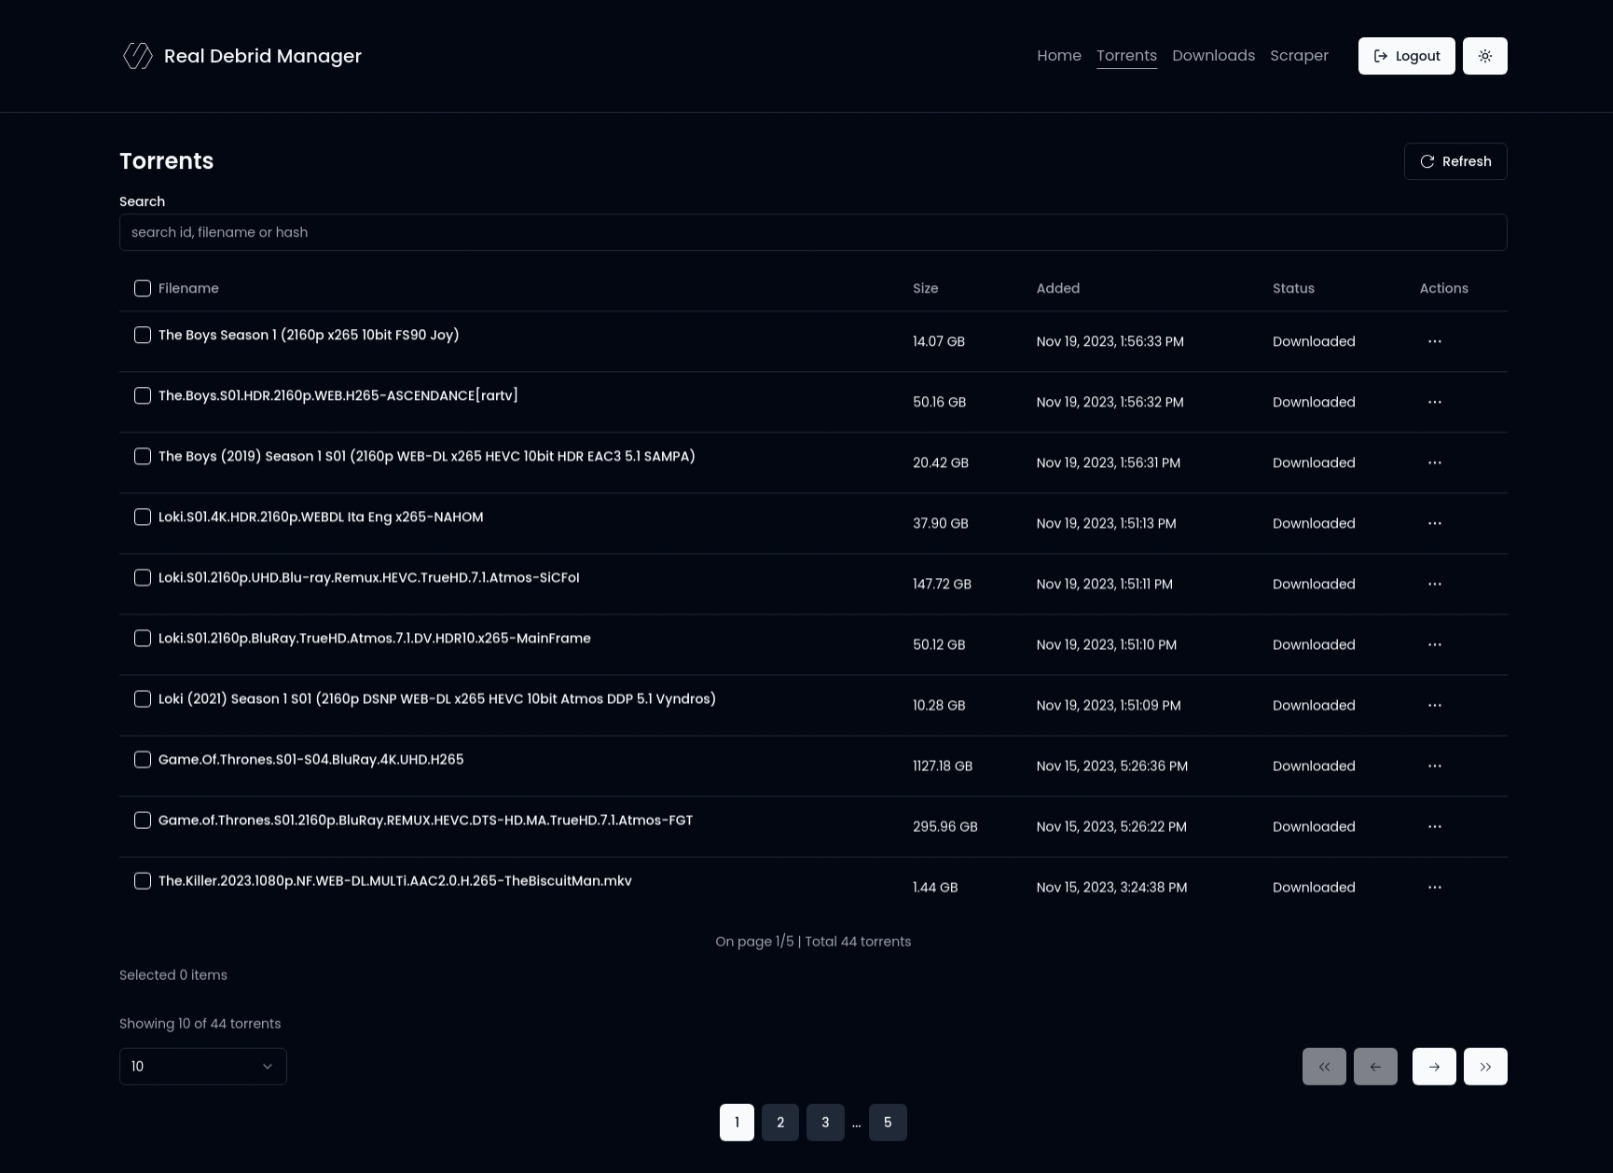 Real Debrid Manager
Home Torrents Downloads Scraper Logout
Torrents
Refresh
Search
search id, filename or hash
Filename Size Added Status Actions
The Boys Season 1 (2160p x265 10bit FS90 Joy) 14.07 GB Nov 19, 2023, 1:56:33 PM Downloaded ...
The.Boys.S01.HDR.2160p.WEB.H265-ASCENDANCE[rartv] 50.16 GB Nov 19, 2023, 1:56:32 PM Downloaded ...
The Boys (2019) Season 1 S01 (2160p WEB-DL x265 HEVC 10bit HDR EAC3 5.1 SAMPA) 20.42 GB Nov 19, 2023, 1:56:31 PM Downloaded ...
Loki.S01.4K.HDR.2160p.WEBDL Ita Eng x265-NAHOM 37.90 GB Nov 19, 2023, 1:51:13 PM Downloaded ...
Loki.S01.2160p.UHD.Blu-ray.Remux.HEVC.TrueHD.7.1.Atmos-SiCFoI 147.72 GB Nov 19, 2023, 1:51:11 PM Downloaded ...
Loki.S01.2160p.BluRay.TrueHD.Atmos.7.1.DV.HDR10.x265-MainFrame 50.12 GB Nov 19, 2023, 1:51:10 PM Downloaded ...
Loki (2021) Season 1 S01 (2160p DSNP WEB-DL x265 HEVC 10bit Atmos DDP 5.1 Vyndros) 10.28 GB Nov 19, 2023, 1:51:09 PM Downloaded ...
Game.Of.Thrones.S01-S04.BluRay.4K.UHD.H265 1127.18 GB Nov 15, 2023, 5:26:36 PM Downloaded ...
Game.of.Thrones.S01.2160p.BluRay.REMUX.HEVC.DTS-HD.MA.TrueHD.7.1.Atmos-FGT 295.96 GB Nov 15, 2023, 5:26:22 PM Downloaded ...
The.Killer.2023.1080p.NF.WEB-DL.MULTi.AAC2.0.H.265-TheBiscuitMan.mkv 1.44 GB Nov 15, 2023, 3:24:38 PM Downloaded ...
On page 1/5 | Total 44 torrents
Selected 0 items
Showing 10 of 44 torrents
10
1 2 3 ... 5